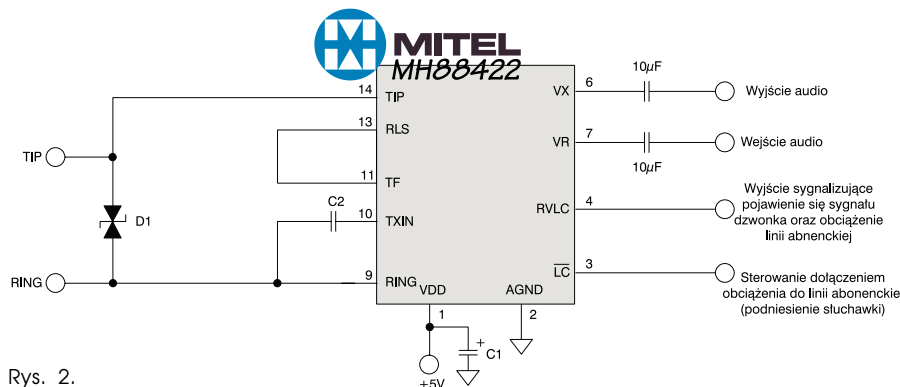 MITEL
MH88422
14
TIP
13
RLS
11
TF
10
TXIN
9
RING
VDD
1
AGND
2
VX
6
VR
7
RVLC
4
LC
3
TIP
RING
D1
C2
C1
+
+5V
10µF
10µF
Wyjście audio
Wejście audio
Wyjście sygnalizujące
pojawienie się sygnału
dzwonka oraz obciążenie
linii abnenckiej
Sterowanie dołączeniem
obciążenia do linii abonenckie
(podniesienie słuchawki)
Rys. 2.